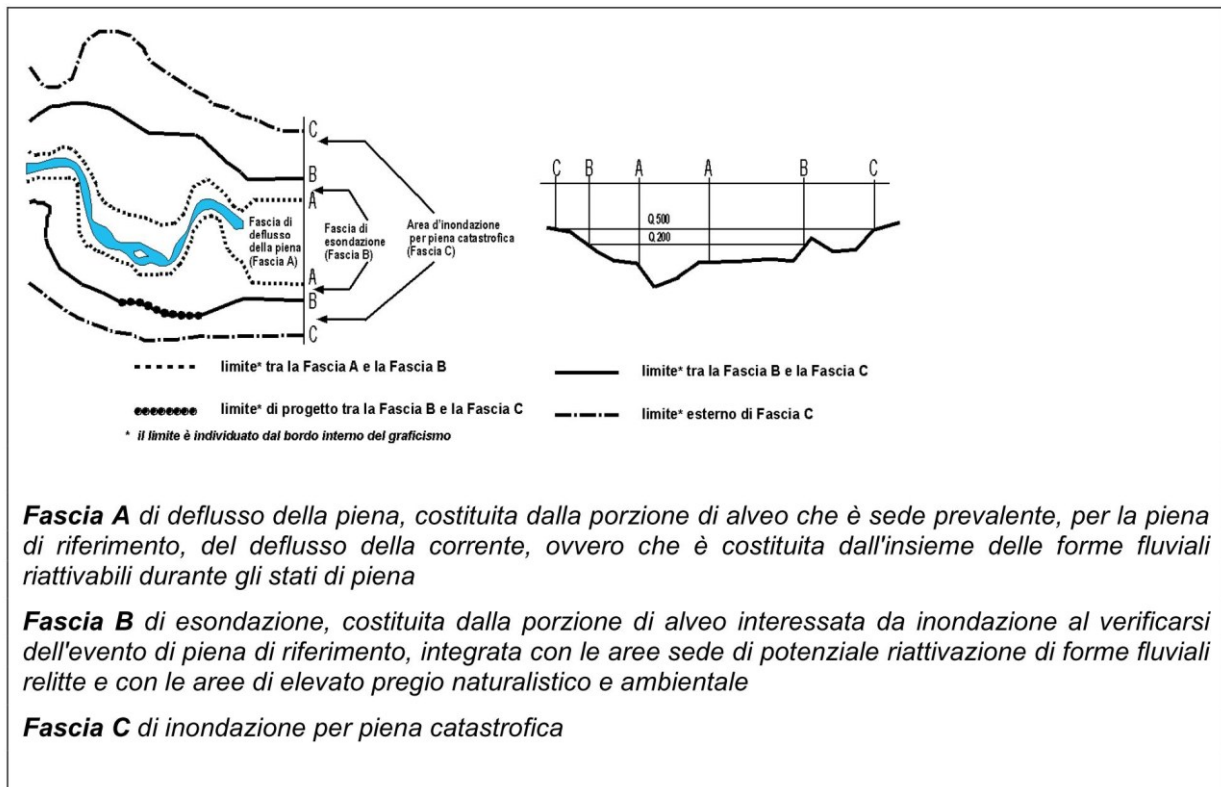 C
B
A
Fascia di
deflusso
della piena
(Fascia A)
Fascia di
esondazione
(Fascia B)
Area d'inondazione
per piena catastrofica
(Fascia C)
A
B
C
C B A A B C
Q.500
Q.200
limite* tra la Fascia A e la Fascia B
limite* tra la Fascia B e la Fascia C
limite* di progetto tra la Fascia B e la Fascia C
limite* esterno di Fascia C
* il limite è individuato dal bordo interno del graficismo
Fascia A di deflusso della piena, costituita dalla porzione di alveo che è sede prevalente, per la piena
di riferimento, del deflusso della corrente, ovvero che è costituita dall'insieme delle forme fluviali
riattivabili durante gli stati di piena
Fascia B di esondazione, costituita dalla porzione di alveo interessata da inondazione al verificarsi
dell'evento di piena di riferimento, integrata con le aree sede di potenziale riattivazione di forme fluviali
relitte e con le aree di elevato pregio naturalistico e ambientale
Fascia C di inondazione per piena catastrofica